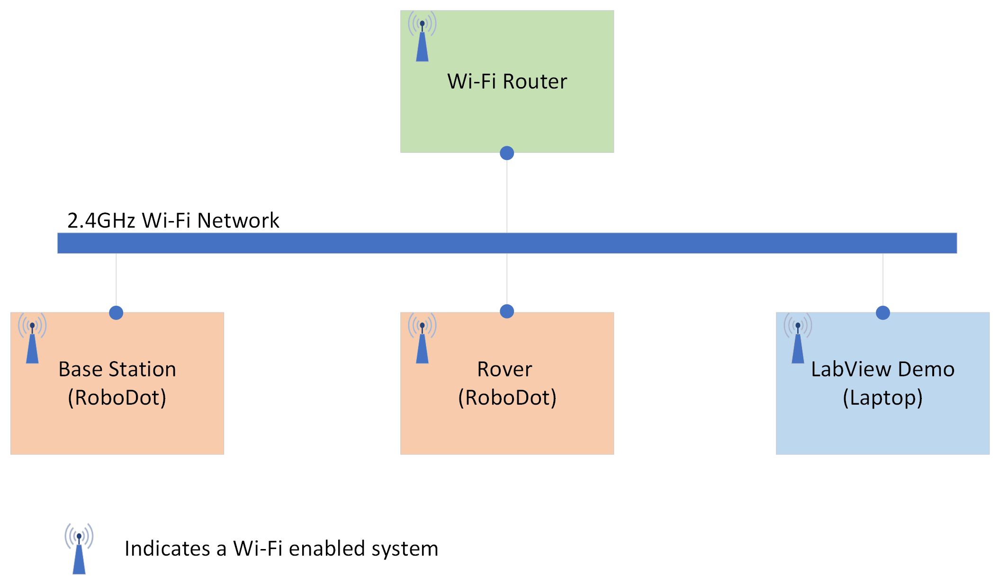 Wi-Fi Router
2.4GHz Wi-Fi Network
Base Station
(RoboDot)
Rover
(RoboDot)
LabView Demo
(Laptop)
Indicates a Wi-Fi enabled system